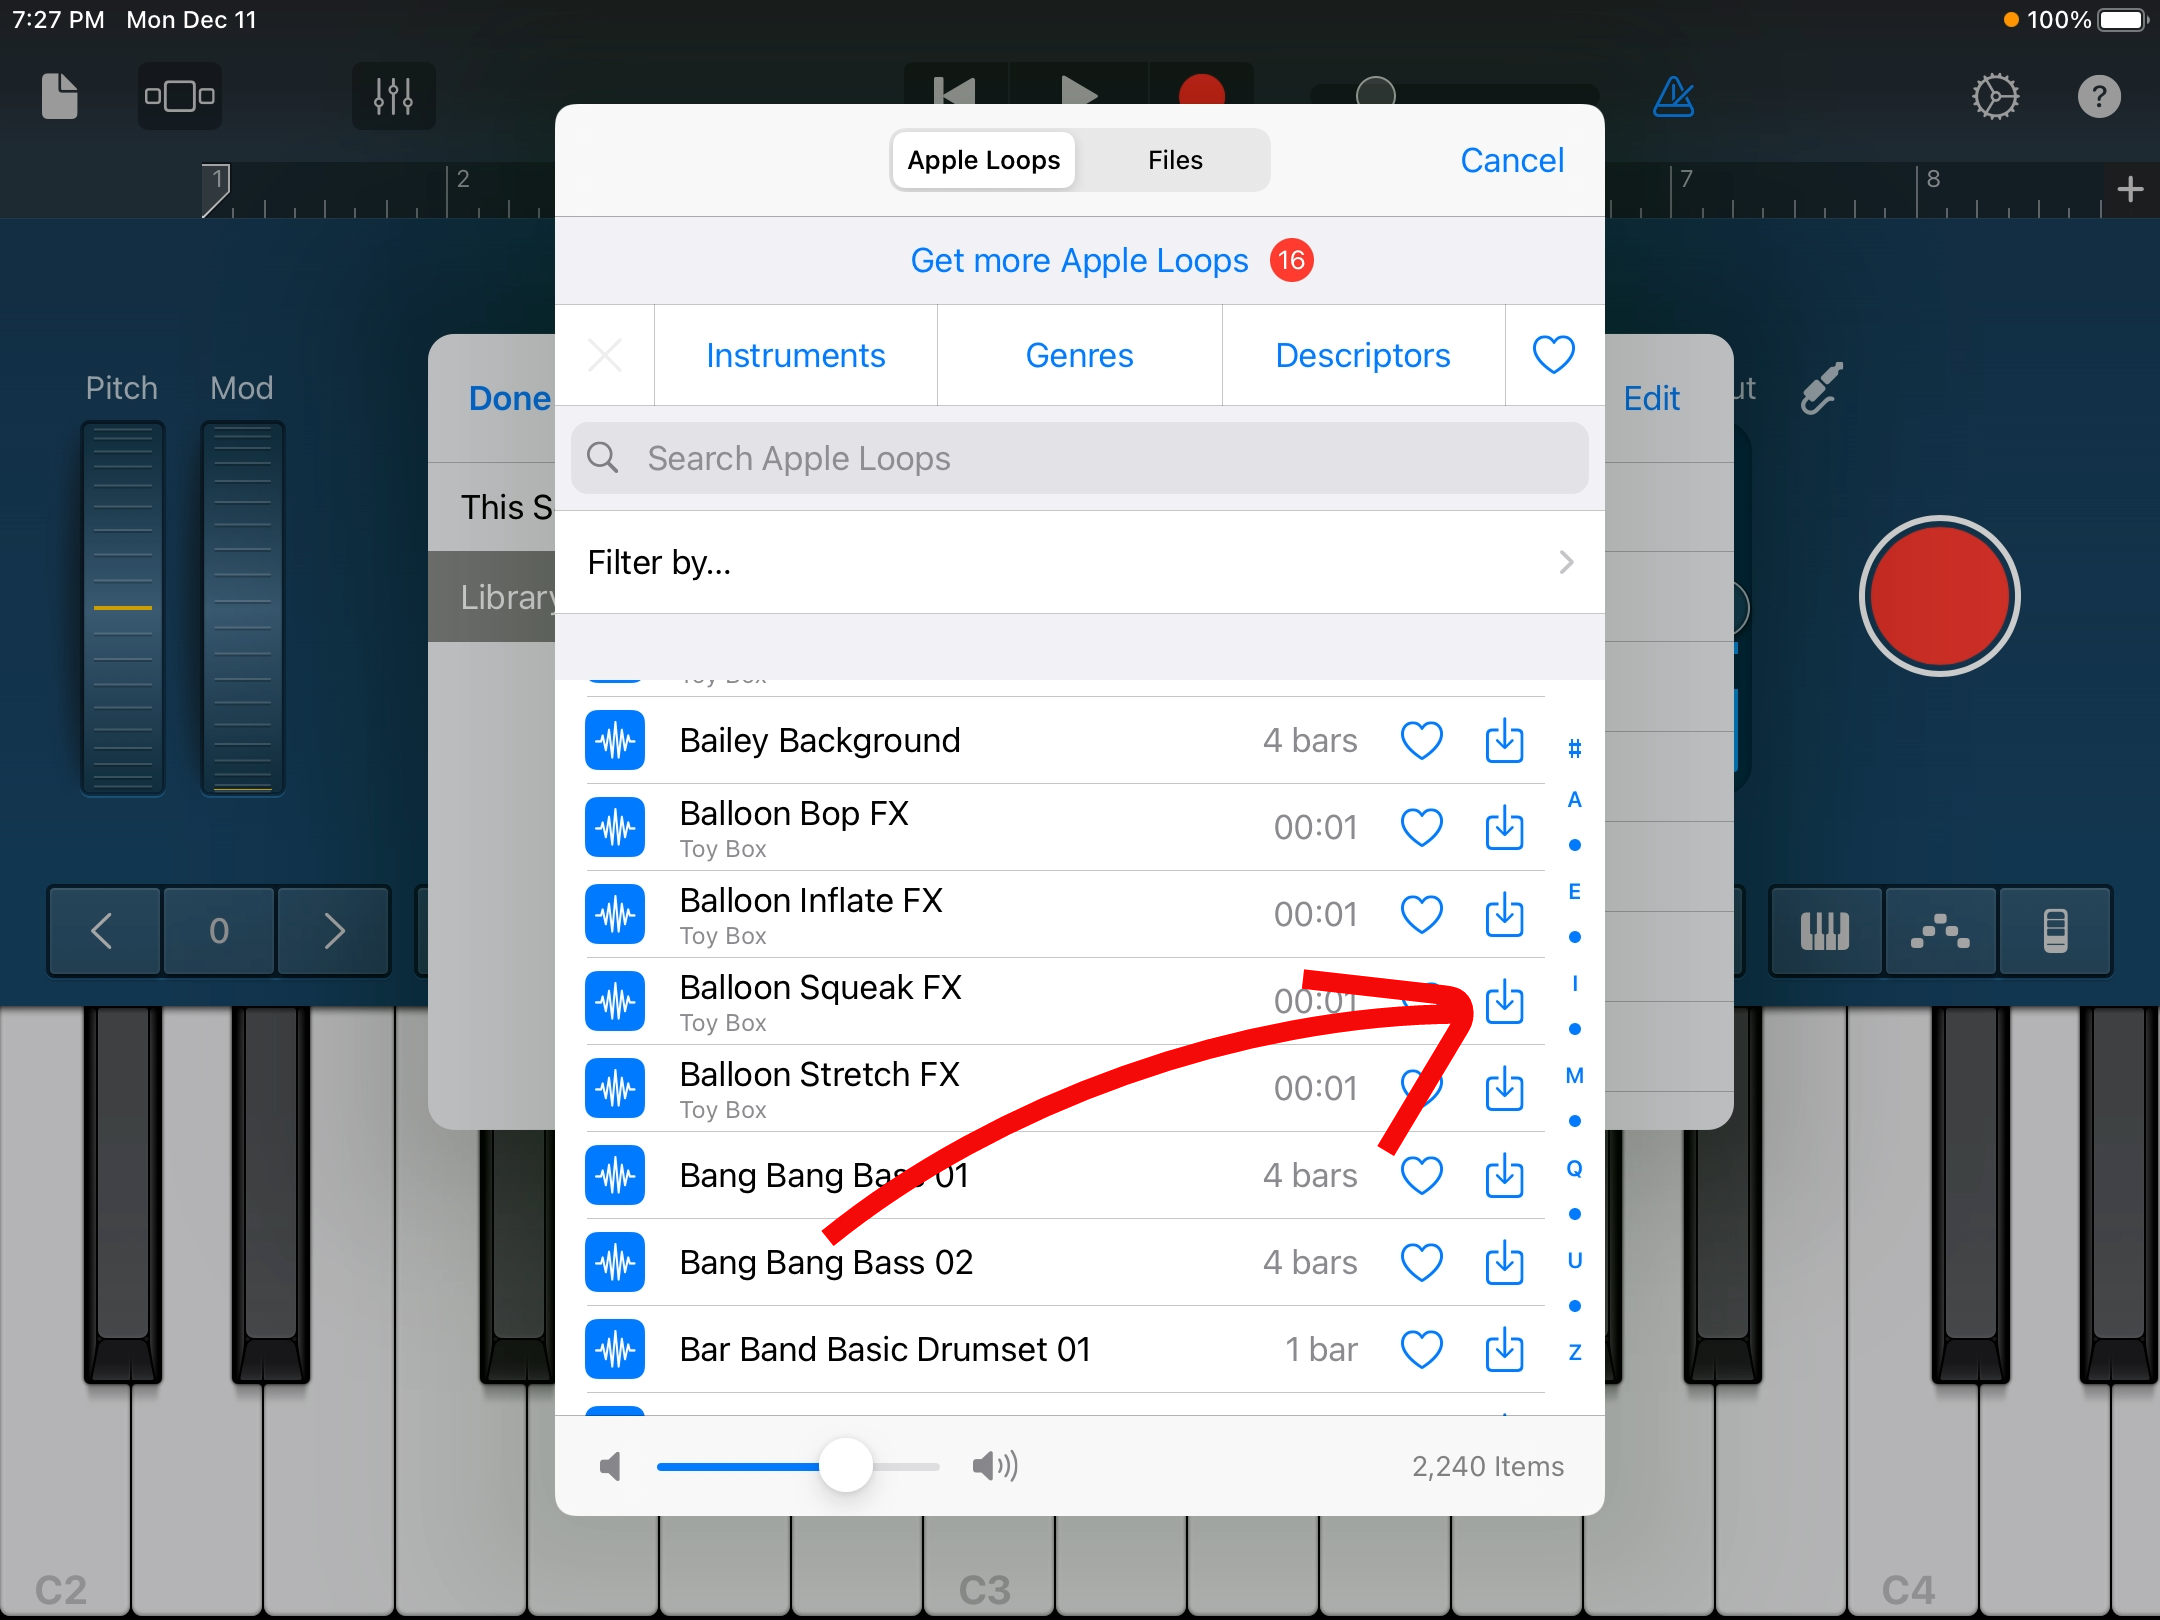 7:27 PM Mon Dec 11
100%
Apple Loops Files Cancel
1 2 7 8
Get more Apple Loops 16
Instruments Genres Descriptors
Pitch Mod
Done Edit
Search Apple Loops
This S
Filter by...
Library
Toy Box
Bailey Background 4 bars
Balloon Bop FX 00:01
Toy Box
Balloon Inflate FX 00:01
Toy Box
Balloon Squeak FX 00:01
Toy Box
Balloon Stretch FX 00:01
Toy Box
Bang Bang Bass 01 4 bars
Bang Bang Bass 02 4 bars
Bar Band Basic Drumset 01 1 bar
#
A
E
I
M
Q
U
Z
0
2,240 Items
C2 C3 C4